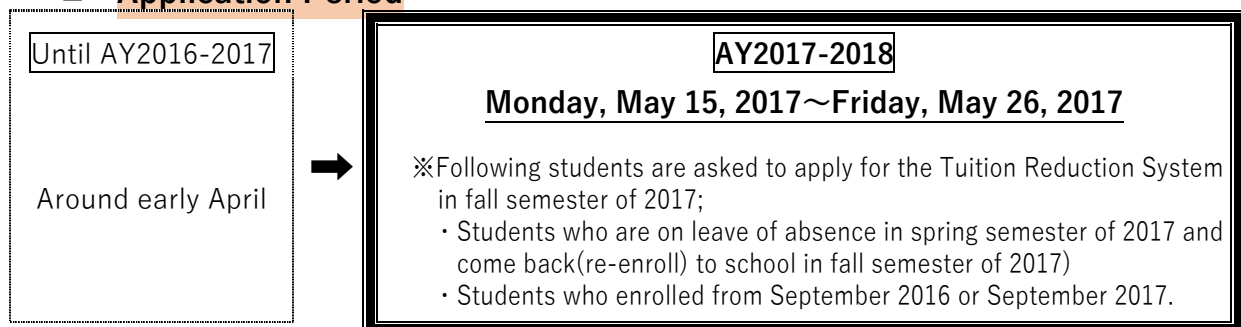 Application Period
Until AY2016-2017
Around early April
➡
AY2017-2018
Monday, May 15, 2017～Friday, May 26, 2017
※Following students are asked to apply for the Tuition Reduction System
in fall semester of 2017;
・Students who are on leave of absence in spring semester of 2017 and
come back(re-enroll) to school in fall semester of 2017)
・Students who enrolled from September 2016 or September 2017.